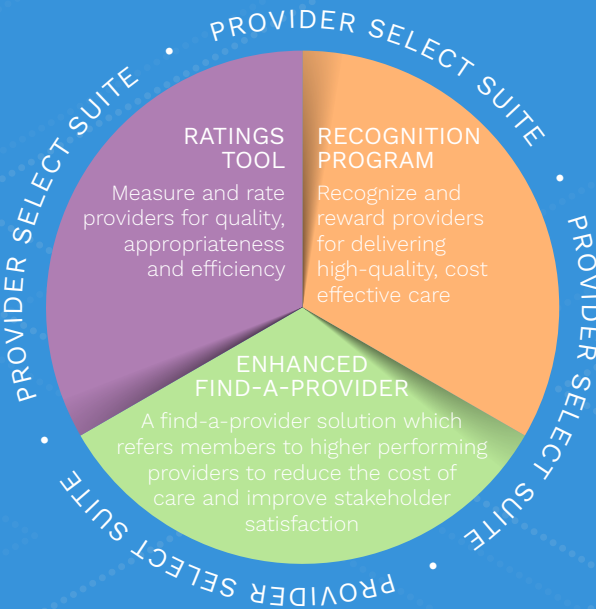 PROVIDER SELECT SUITE • PROVIDER SELECT SUITE • PROVIDER SELECT SUITE • PROVIDER SELECT SUITE •
RATINGS
TOOL
Measure and rate
providers for quality,
appropriateness
and efficiency
RECOGNITION
PROGRAM
Recognize and
reward providers
for delivering
high-quality, cost
effective care
ENHANCED
FIND-A-PROVIDER
A find-a-provider solution which
refers members to higher performing
providers to reduce the cost of
care and improve stakeholder
satisfaction